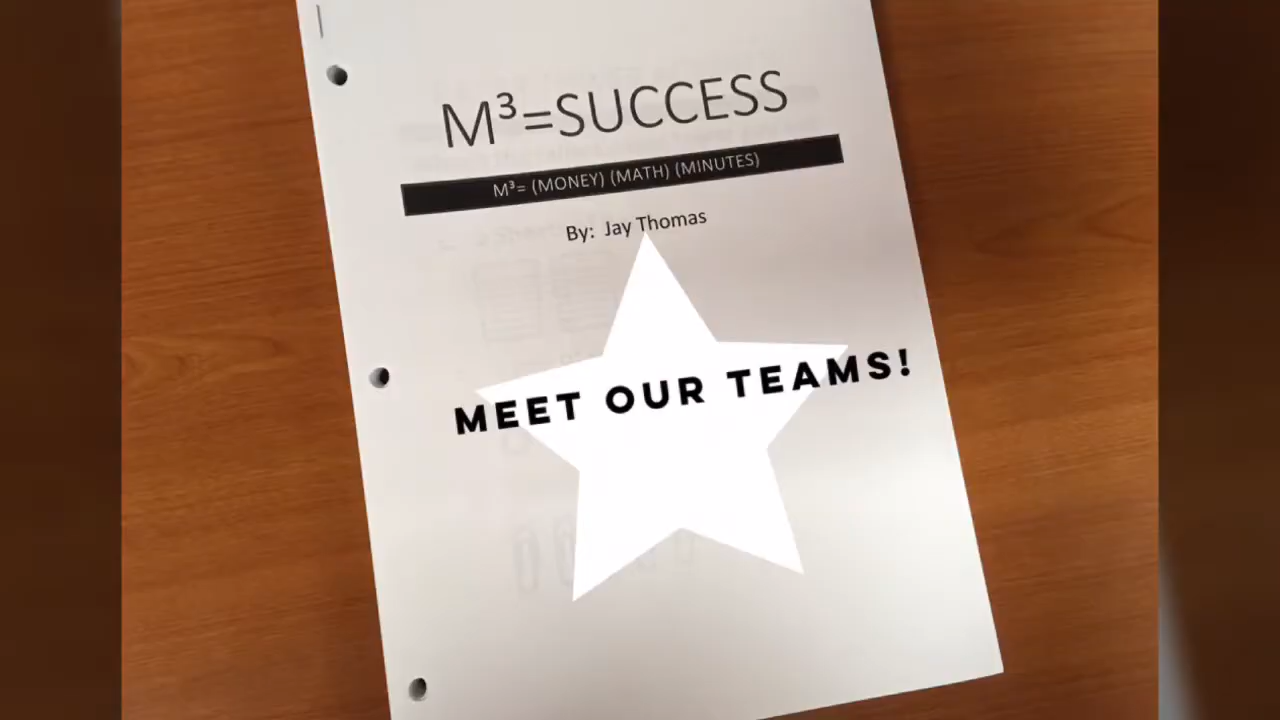 M³=SUCCESS
M³= (MONEY) (MATH) (MINUTES)
By: Jay Thomas
MEET OUR TEAMS!